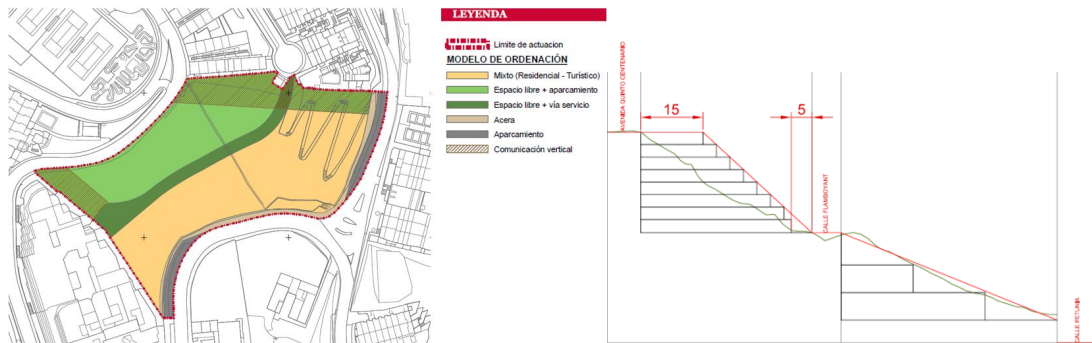 LEYENDA
Limite de actuacion
MODELO DE ORDENACIÓN
Mixto (Residencial - Turístico)
Espacio libre + aparcamiento
Espacio libre + vía servicio
Acera
Aparcamiento
Comunicación vertical
AVENIDA QUINTO CENTENARIO
15
5
CALLE FLAMBOYANT
CALLE PETUNIA